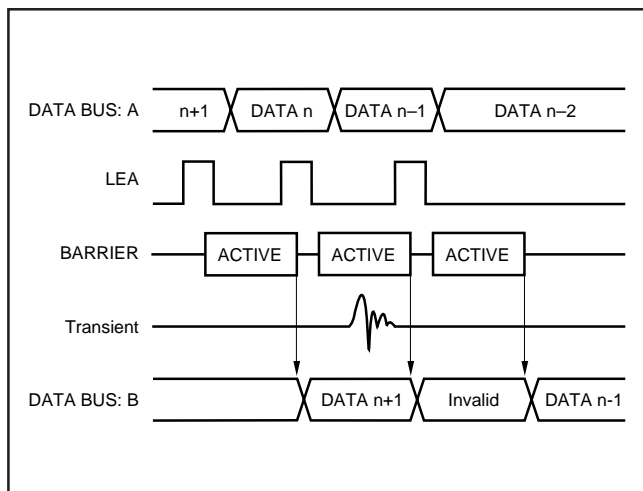 DATA BUS: A n+1 DATA n DATA n–1 DATA n–2
LEA
BARRIER ACTIVE ACTIVE ACTIVE
Transient
DATA BUS: B DATA n+1 Invalid DATA n-1